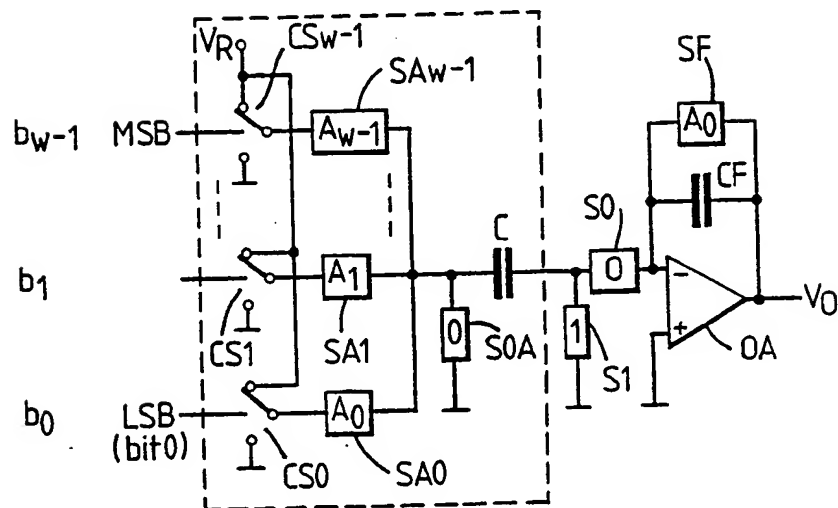 VR
CSw-1
SAw-1
SF
bw-1 MSB
Aw-1
A0
CF
S0
C
b1
A1
0
0
1
VO
CS1
SA1
S0A
S1
OA
b0
LSB
(bit0)
A0
CS0
SA0